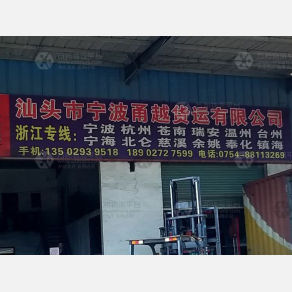 汕头市宁波甬越货运有限公司
浙江专线: 宁波 杭州 苍南 瑞安 温州 台州
宁海 北仑 慈溪 余姚 奉化 镇海
手机:135 0293 9518 189 0272 7599 电话:0754-88113269